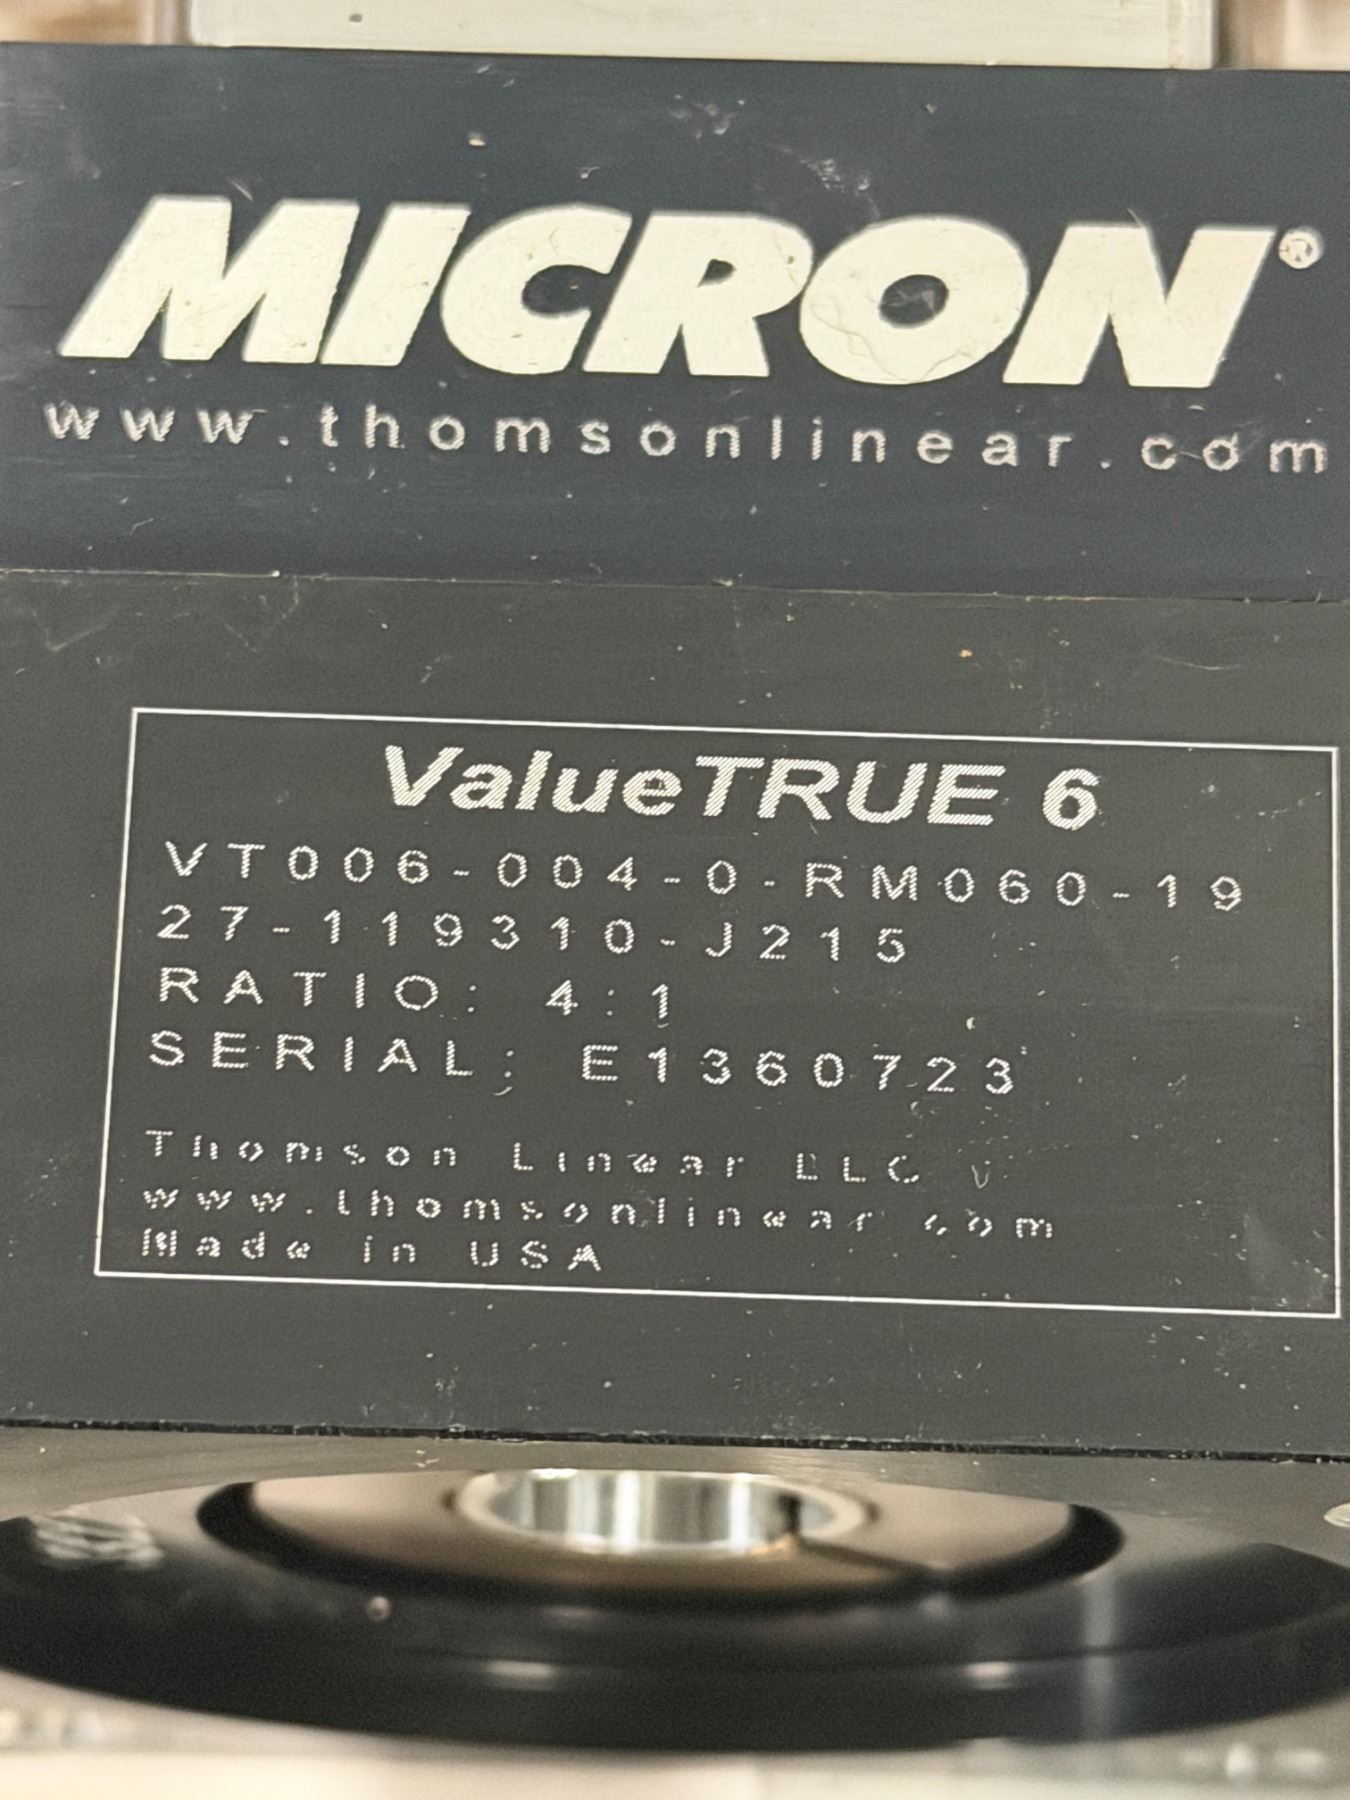 MICRON®
www.thomsonlinear.com
ValueTRUE 6
VT006-004-0-RM060-19
27-119310-J215
RATIO: 4:1
SERIAL: E1360723
Thomson Linear LLC
www.thomsonlinear.com
Made in USA